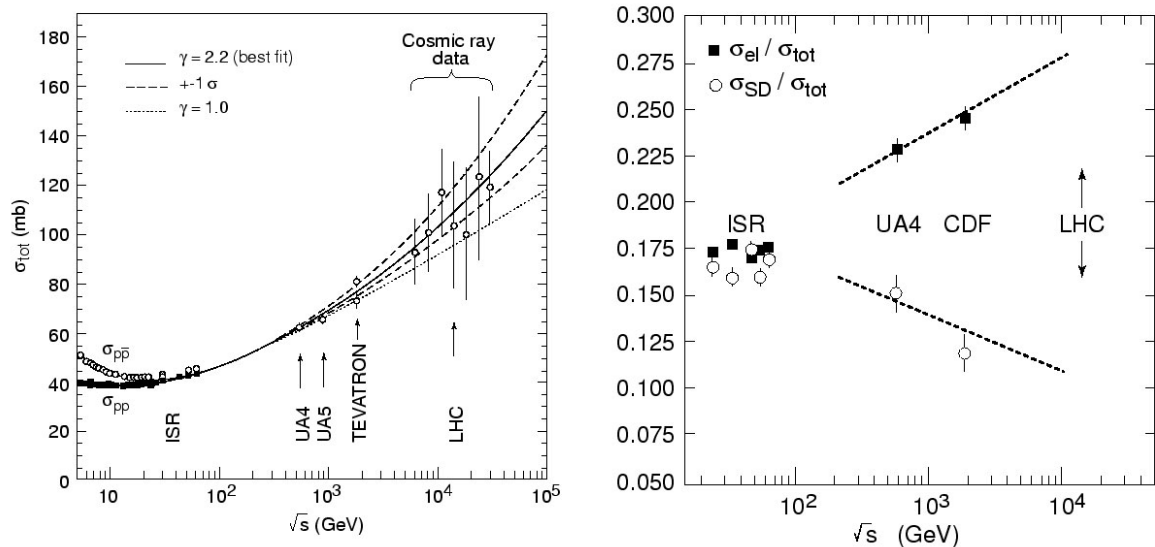 180
160
140
120
100
80
60
40
20
0
σtot (mb)
γ = 2.2 (best fit)
+-1 σ
γ = 1.0
Cosmic ray
data
σpp̅
σpp
ISR
UA4
UA5
TEVATRON
LHC
10
10²
10³
10⁴
10⁵
√s (GeV)
0.300
0.275
0.250
0.225
0.200
0.175
0.150
0.125
0.100
0.075
0.050
σel / σtot
σSD / σtot
ISR
UA4
CDF
LHC
10²
10³
10⁴
√s (GeV)